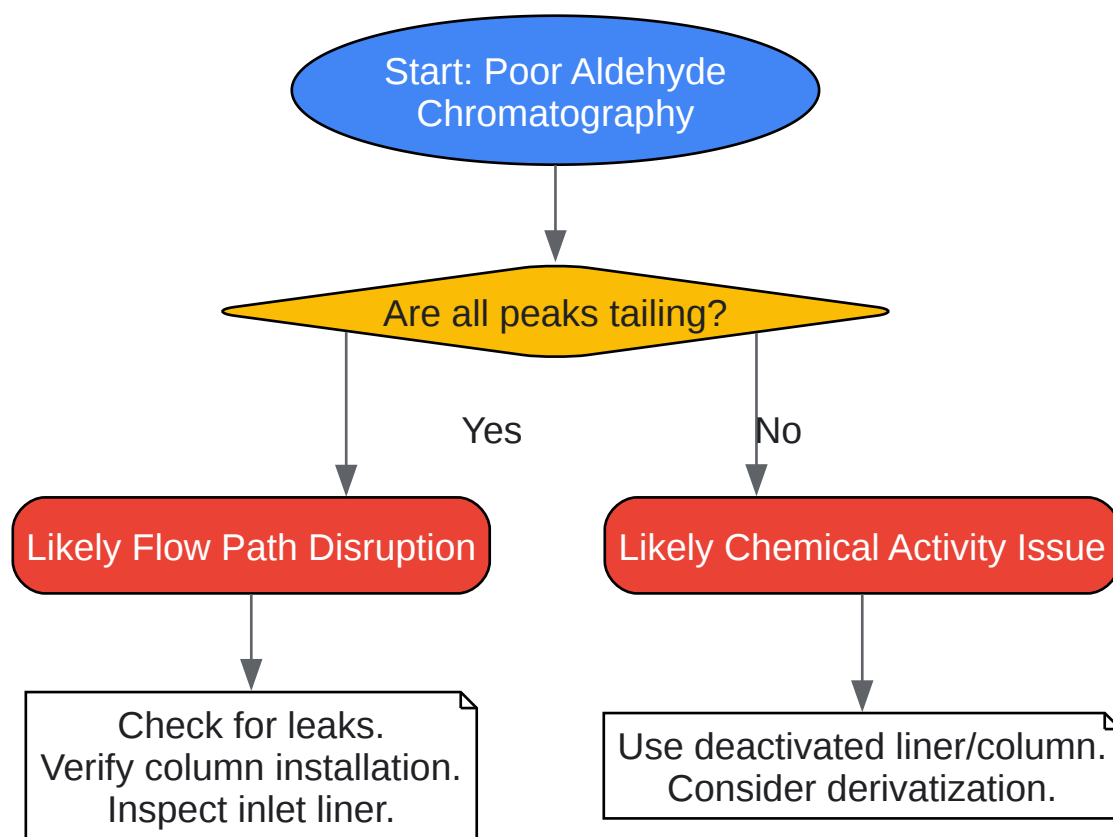 Start: Poor Aldehyde
Chromatography
Are all peaks tailing?
Yes
No
Likely Flow Path Disruption
Likely Chemical Activity Issue
Check for leaks.
Verify column installation.
Inspect inlet liner.
Use deactivated liner/column.
Consider derivatization.